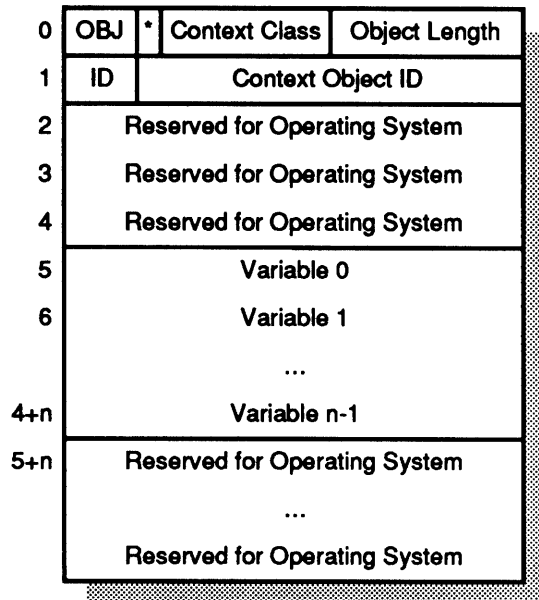 0 OBJ * Context Class Object Length
1 ID Context Object ID
2 Reserved for Operating System
3 Reserved for Operating System
4 Reserved for Operating System
5 Variable 0
6 Variable 1
...
4+n Variable n-1
5+n Reserved for Operating System
...
Reserved for Operating System